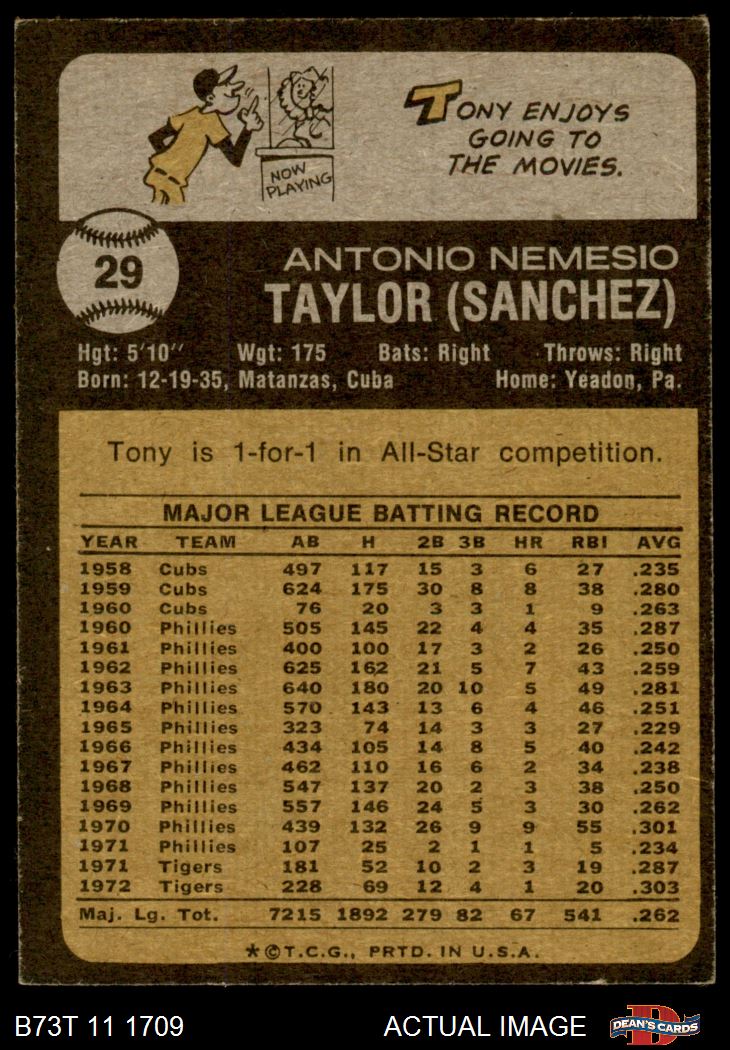 TONY ENJOYS
GOING TO
THE MOVIES.
NOW
PLAYING
29
ANTONIO NEMESIO
TAYLOR (SANCHEZ)
Hgt: 5'10" Wgt: 175 Bats: Right Throws: Right
Born: 12-19-35, Matanzas, Cuba Home: Yeadon, Pa.
Tony is 1-for-1 in All-Star competition.
MAJOR LEAGUE BATTING RECORD
YEAR TEAM AB H 2B 3B HR RBI AVG
1958 Cubs 497 117 15 3 6 27 .235
1959 Cubs 624 175 30 8 8 38 .280
1960 Cubs 76 20 3 3 1 9 .263
1960 Phillies 505 145 22 4 4 35 .287
1961 Phillies 400 100 17 3 2 26 .250
1962 Phillies 625 162 21 5 7 43 .259
1963 Phillies 640 180 20 10 5 49 .281
1964 Phillies 570 143 13 6 4 46 .251
1965 Phillies 323 74 14 3 3 27 .229
1966 Phillies 434 105 14 8 5 40 .242
1967 Phillies 462 110 16 6 2 34 .238
1968 Phillies 547 137 20 2 3 38 .250
1969 Phillies 557 146 24 5 3 30 .262
1970 Phillies 439 132 26 9 9 55 .301
1971 Phillies 107 25 2 1 1 5 .234
1971 Tigers 181 52 10 2 3 19 .287
1972 Tigers 228 69 12 4 1 20 .303
Maj. Lg. Tot. 7215 1892 279 82 67 541 .262
*©T.C.G., PRTD. IN U.S.A.
B73T 11 1709 ACTUAL IMAGE D DEAN'S CARDS